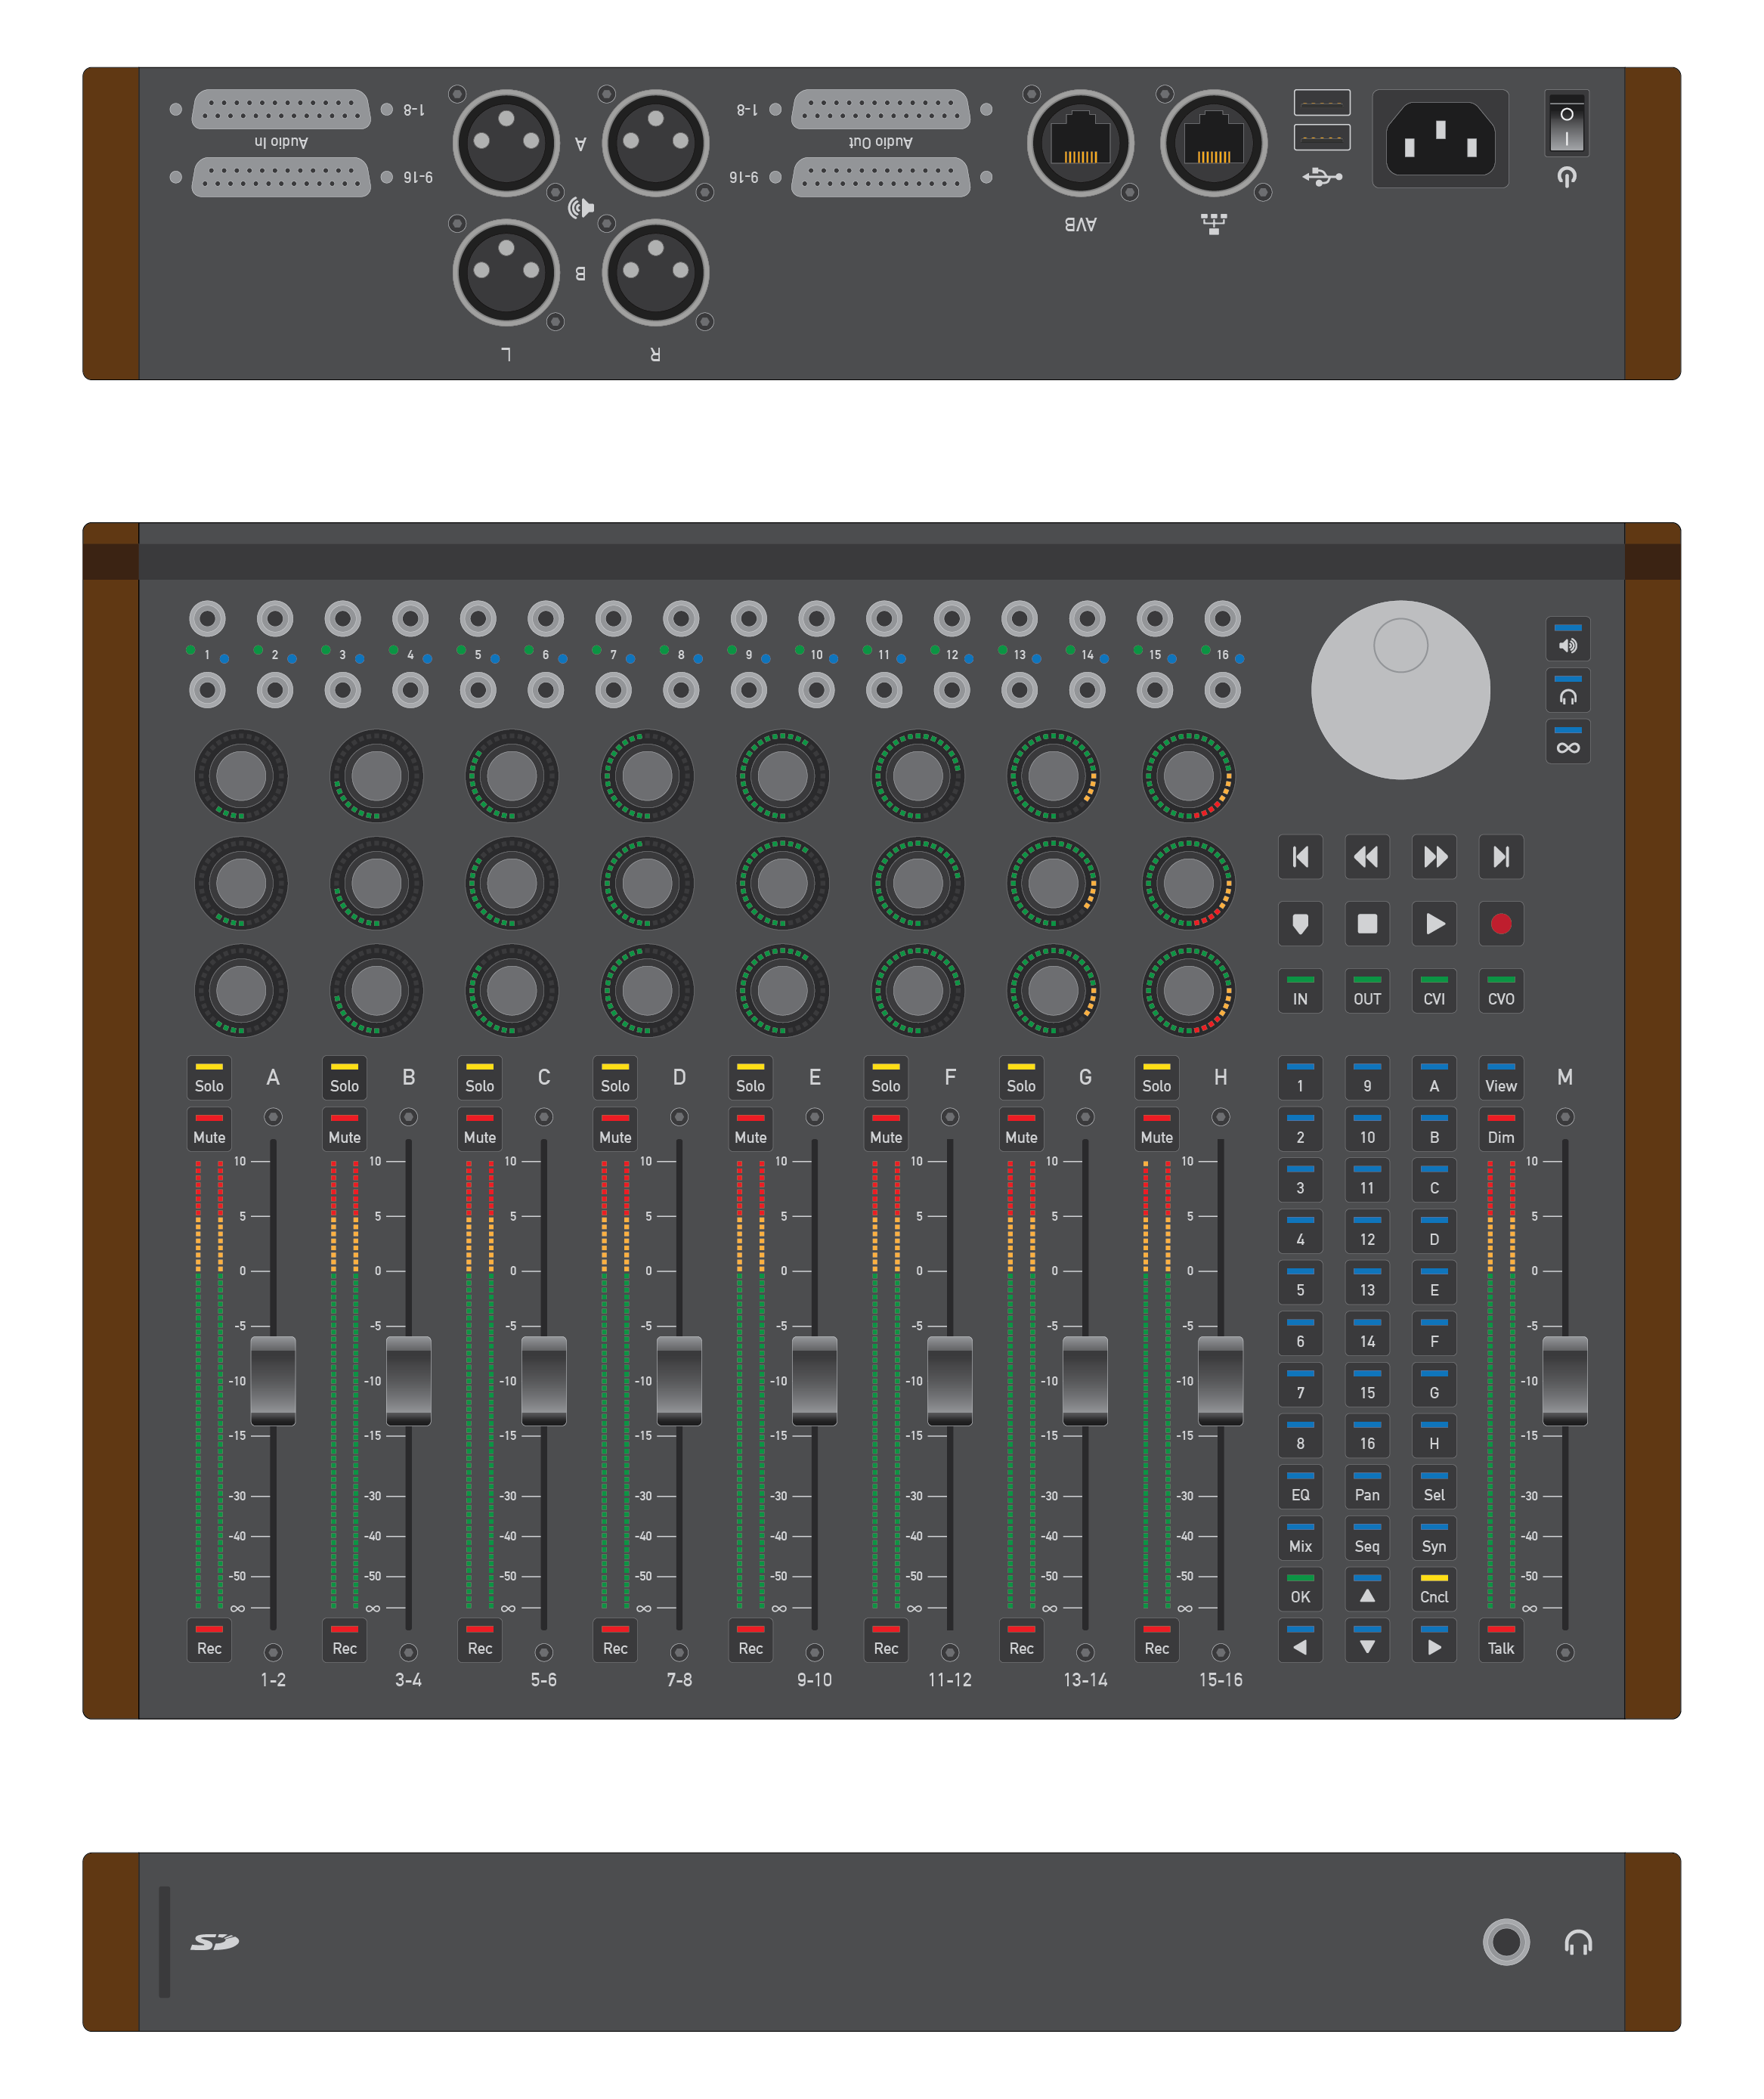 1-8
1-8
Audio In
A
Audio Out
9-16
9-16
AVB
B
L
R
1 2 3 4 5 6 7 8 9 10 11 12 13 14 15 16
IN OUT CVI CVO
Solo A Solo B Solo C Solo D Solo E Solo F Solo G Solo H 1 9 A View M
Mute Mute Mute Mute Mute Mute Mute Mute 2 10 B Dim
10 10 10 10 10 10 10 10 10
3 11 C
5 5 5 5 5 5 5 5 5
4 12 D
0 0 0 0 0 0 0 0 0
5 13 E
-5 -5 -5 -5 -5 -5 -5 -5 -5
6 14 F
-10 -10 -10 -10 -10 -10 -10 -10 -10
7 15 G
-15 -15 -15 -15 -15 -15 -15 -15 -15
8 16 H
-30 -30 -30 -30 -30 -30 -30 -30 -30
EQ Pan Sel
-40 -40 -40 -40 -40 -40 -40 -40 -40
Mix Seq Syn
-50 -50 -50 -50 -50 -50 -50 -50 -50
OK Cncl
∞ ∞ ∞ ∞ ∞ ∞ ∞ ∞ ∞
Rec Rec Rec Rec Rec Rec Rec Rec Talk
1-2 3-4 5-6 7-8 9-10 11-12 13-14 15-16
SD